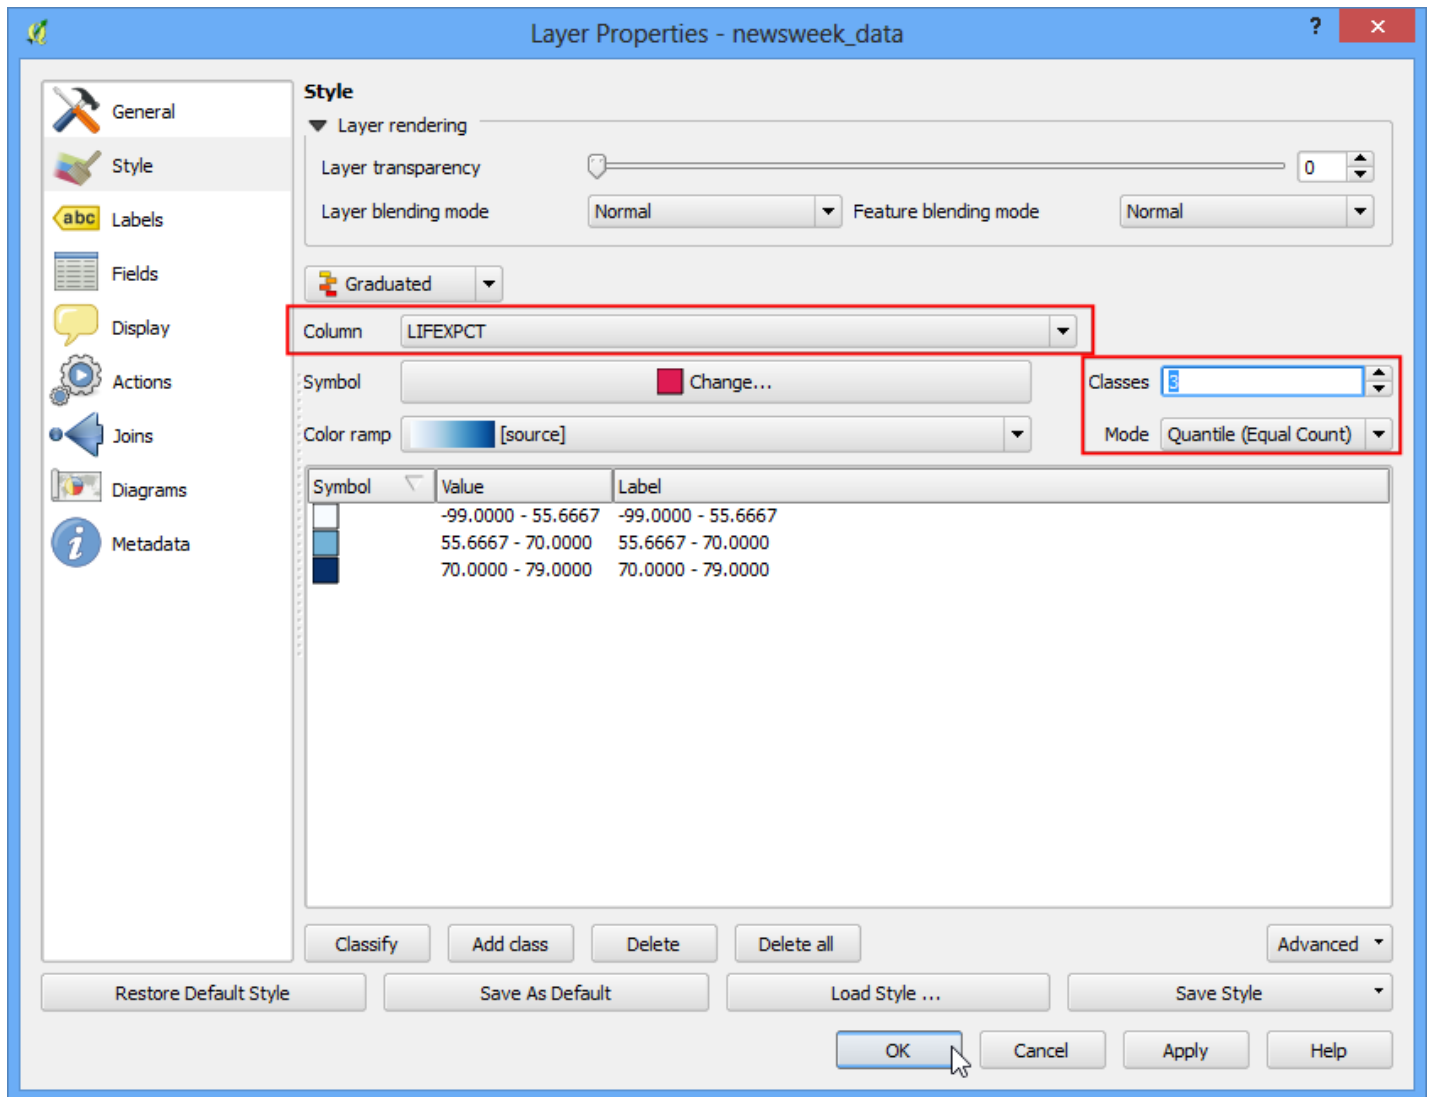 Layer Properties - newsweek_data
?
General
Style
abc Labels
Fields
Display
Actions
Joins
Diagrams
Metadata
Style
Layer rendering
Layer transparency 0
Layer blending mode Normal Feature blending mode Normal
Graduated
Column LIFEXPCT
Symbol Change... Classes 3
Color ramp [source] Mode Quantile (Equal Count)
Symbol Value Label
-99.0000 - 55.6667 -99.0000 - 55.6667
55.6667 - 70.0000 55.6667 - 70.0000
70.0000 - 79.0000 70.0000 - 79.0000
Classify Add class Delete Delete all Advanced
Restore Default Style Save As Default Load Style ... Save Style
OK Cancel Apply Help